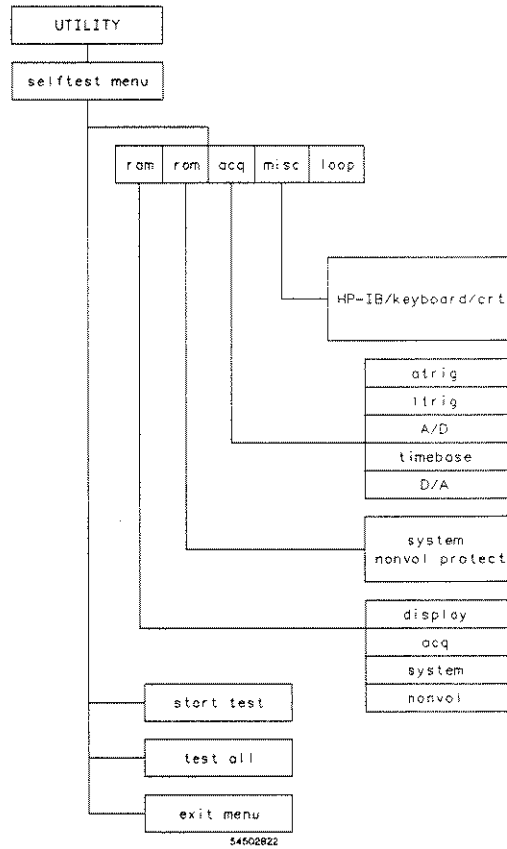 UTILITY
selftest menu
ram rom acq misc loop
HP-IB/keyboard/crt
atrig
ltrig
A/D
timebase
D/A
system
nonvol protect
display
acq
system
nonvol
start test
test all
exit menu
54502B22